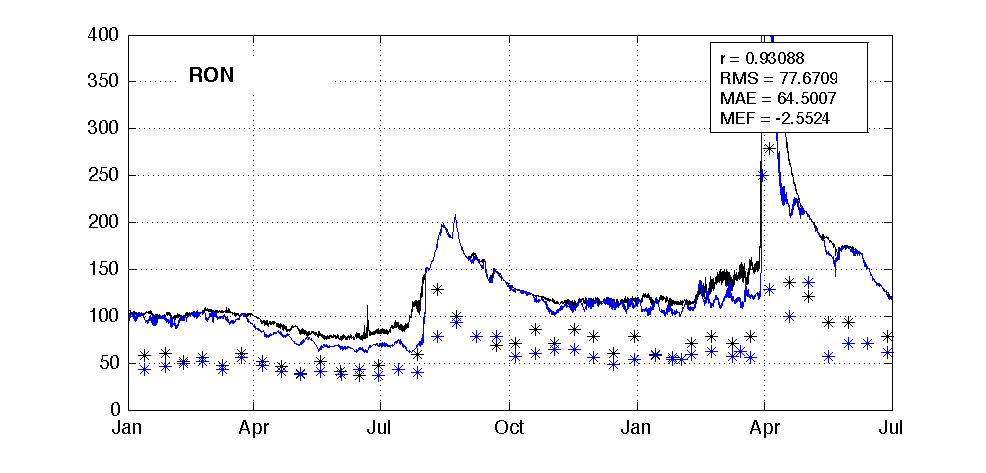 RON
r = 0.93088
RMS = 77.6709
MAE = 64.5007
MEF = -2.5524
400
350
300
250
200
150
100
50
0
Jan Apr Jul Oct Jan Apr Jul